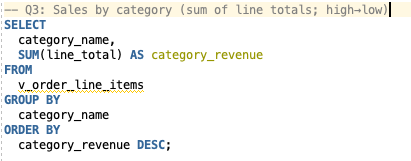 -- Q3: Sales by category (sum of line totals; high→low)
SELECT
  category_name,
  SUM(line_total) AS category_revenue
FROM
  v_order_line_items
GROUP BY
  category_name
ORDER BY
  category_revenue DESC;